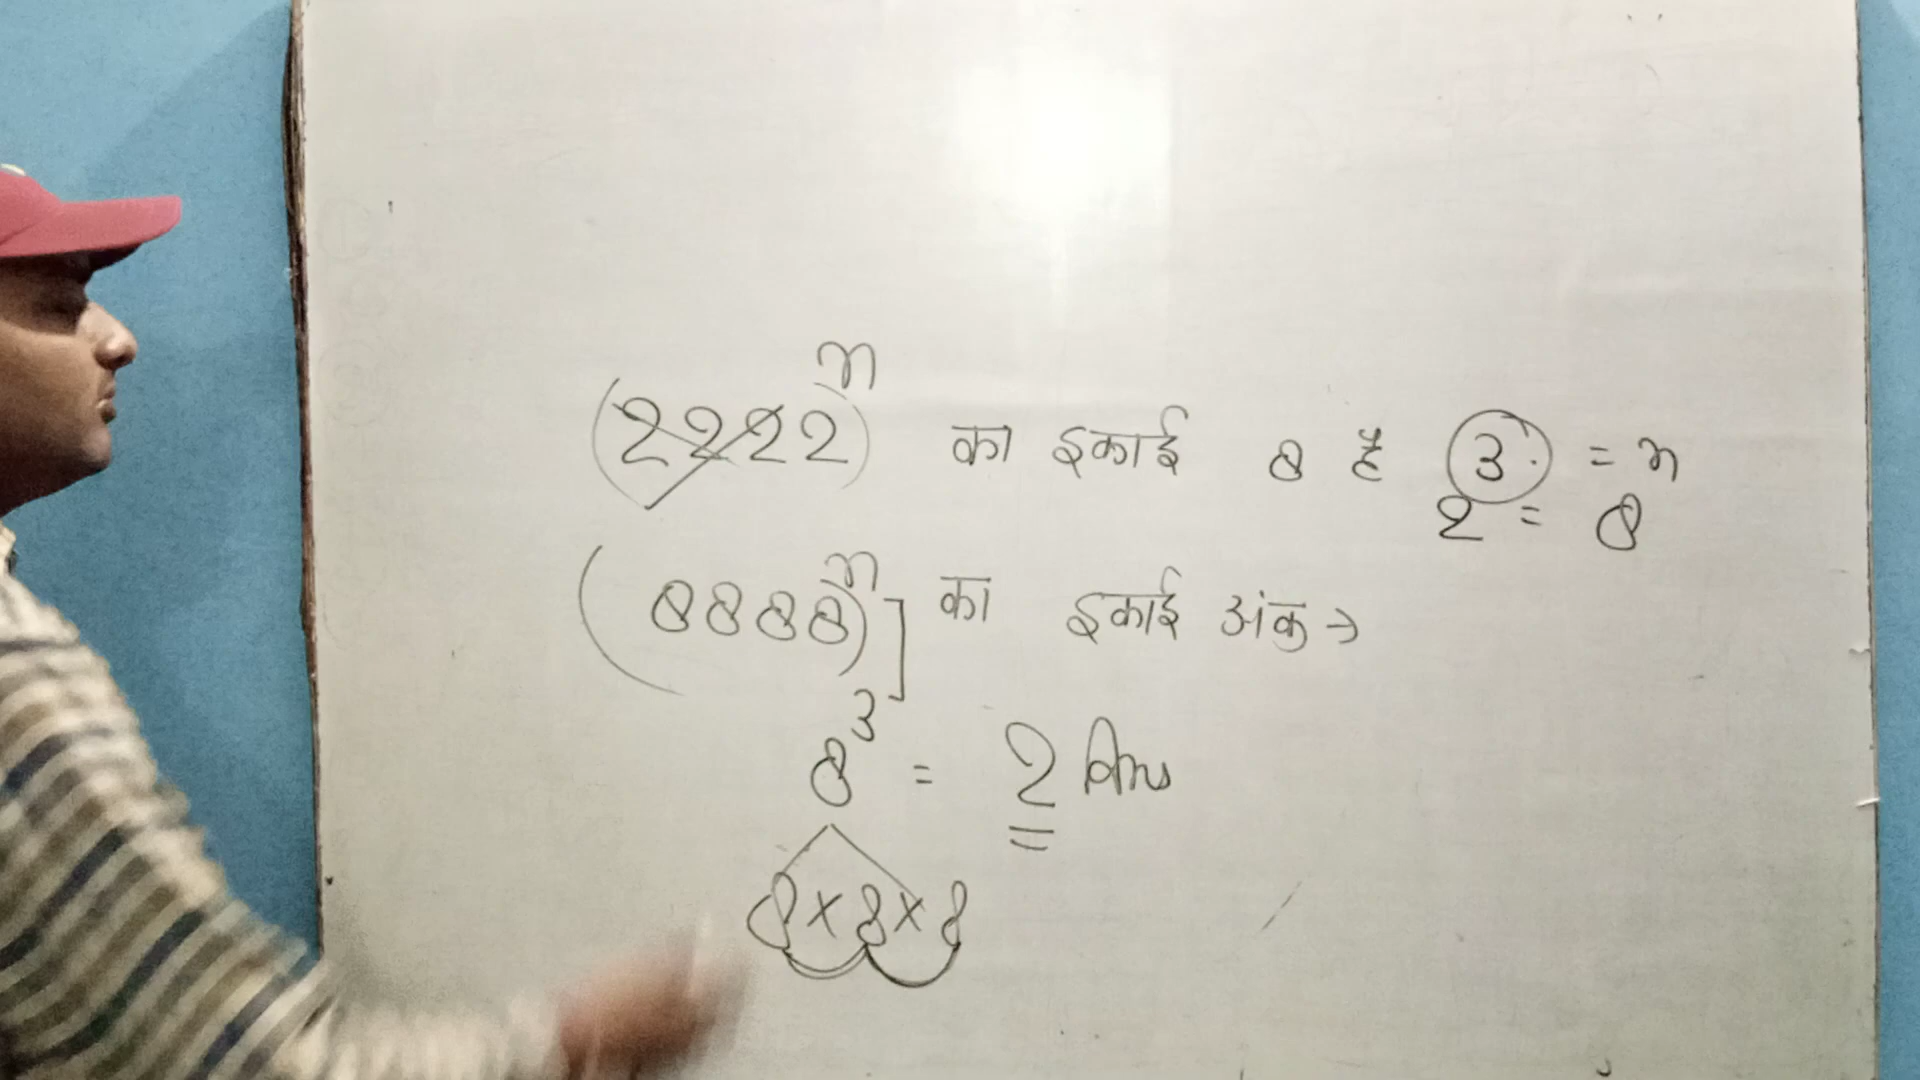 (2222)ⁿ का इकाई 8 है 3 = n
2 = 8
(8888)ⁿ] का इकाई अंक →
8³ = 2 Ans
8×8×8